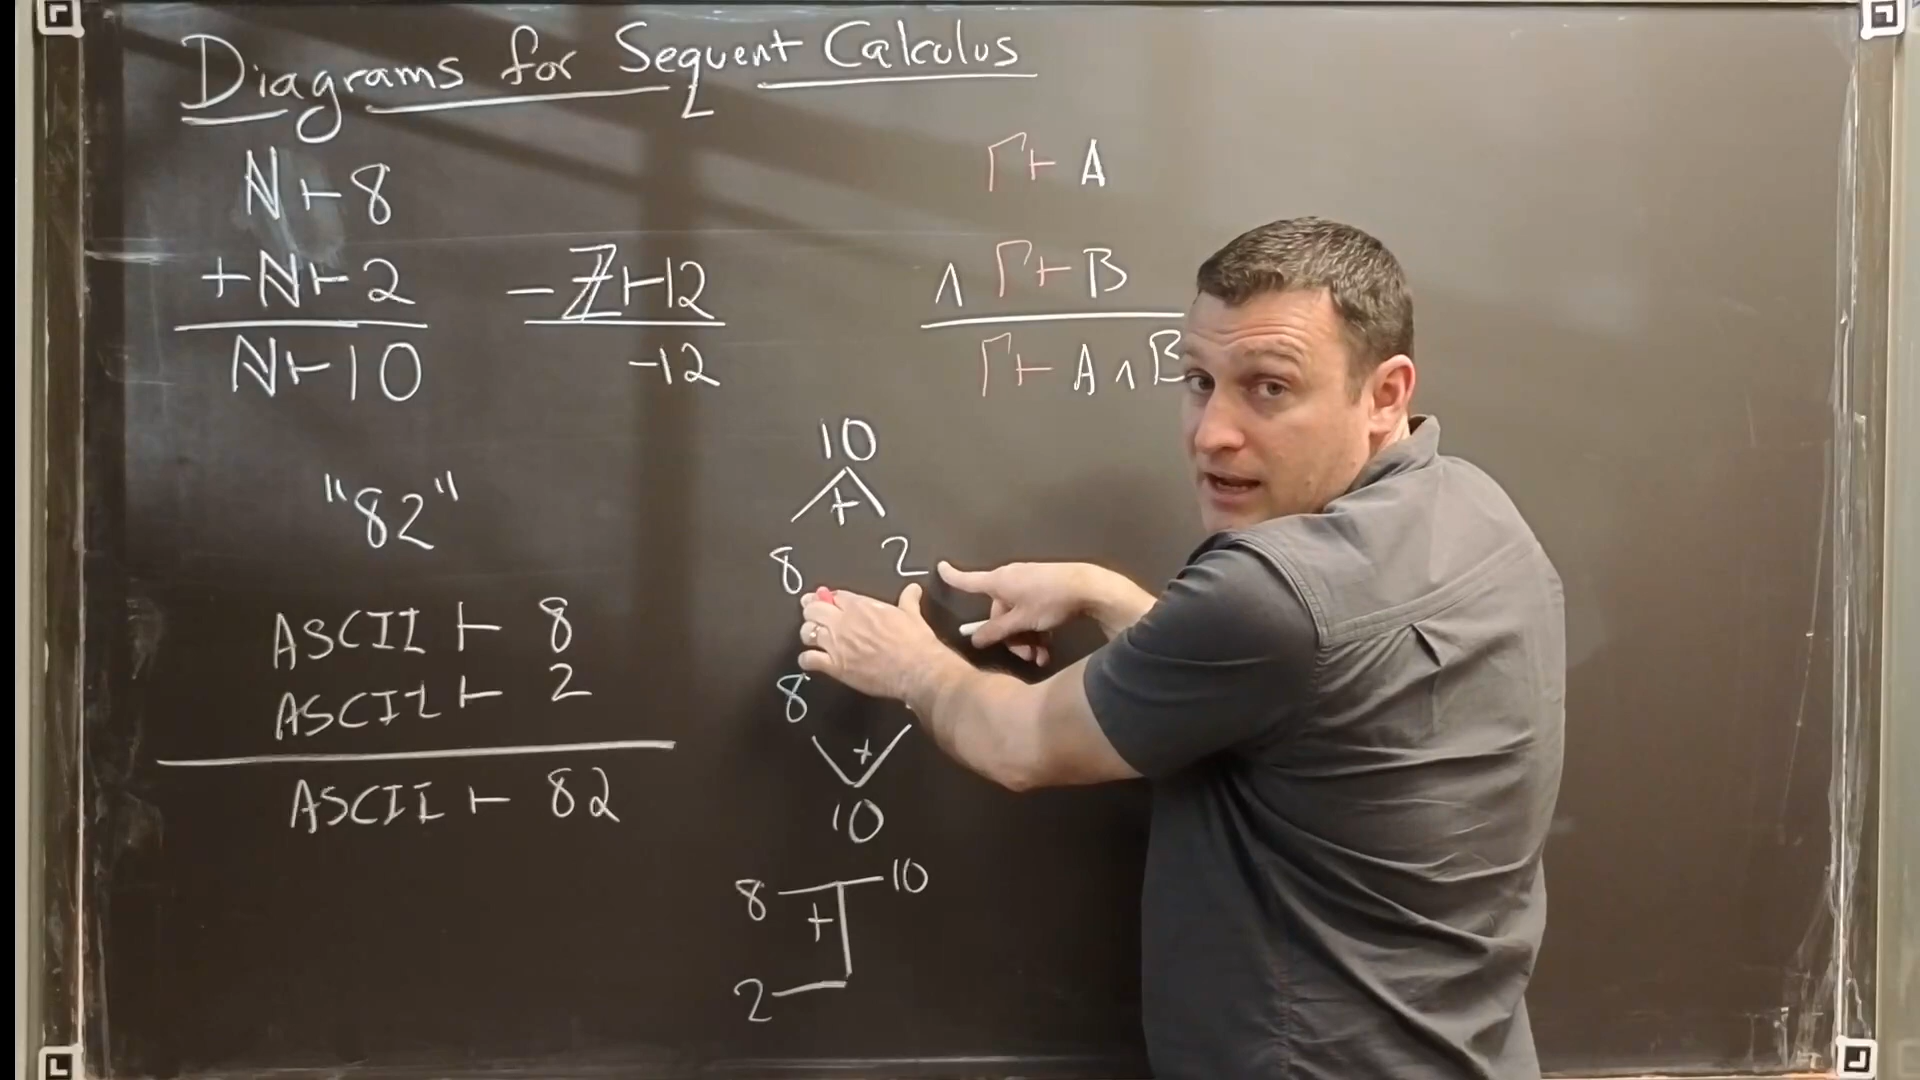 Diagrams for Sequent Calculus
ℕ ⊢ 8
+ ℕ ⊢ 2
ℕ ⊢ 10
- ℤ ⊢ 12
-12
Γ ⊢ A
∧ Γ ⊢ B
Γ ⊢ A ∧ B
"82"
ASCII ⊢ 8
ASCII ⊢ 2
ASCII ⊢ 82
10
+
8 2
8
+
10
8 10
+
2